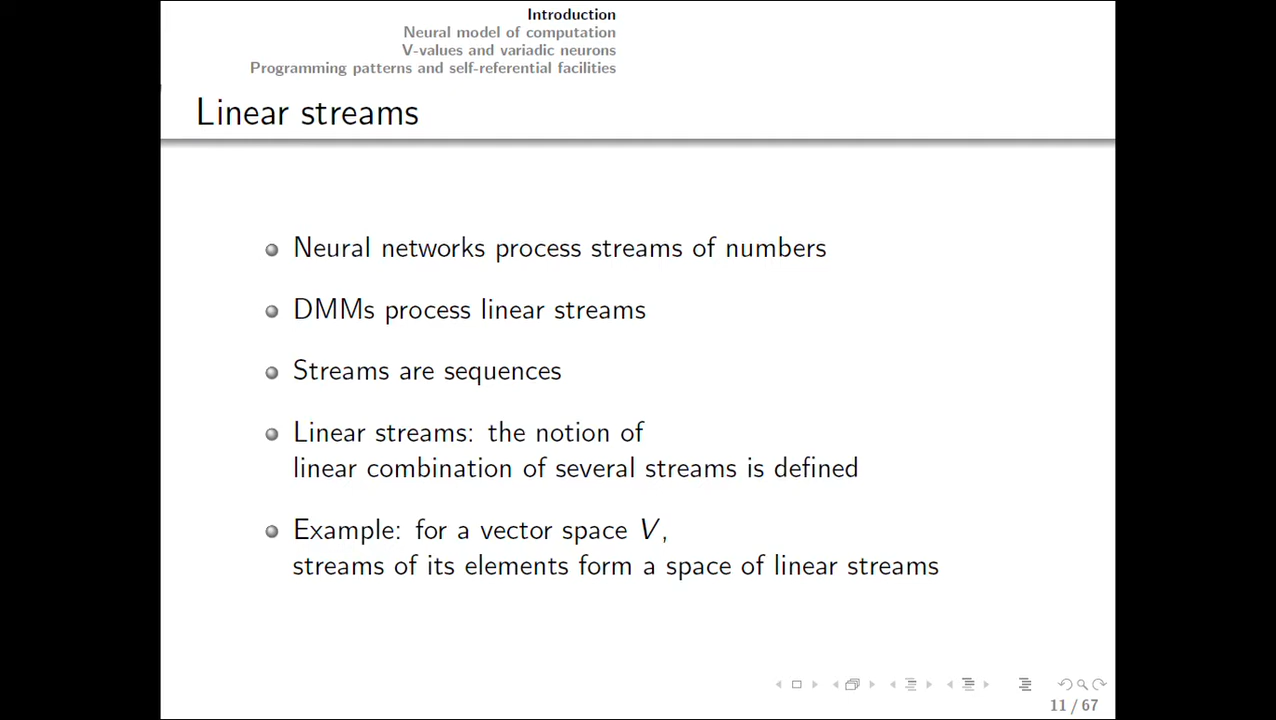 Introduction
Neural model of computation
V-values and variadic neurons
Programming patterns and self-referential facilities
Linear streams
Neural networks process streams of numbers
DMMs process linear streams
Streams are sequences
Linear streams: the notion of
linear combination of several streams is defined
Example: for a vector space V,
streams of its elements form a space of linear streams
11 / 67